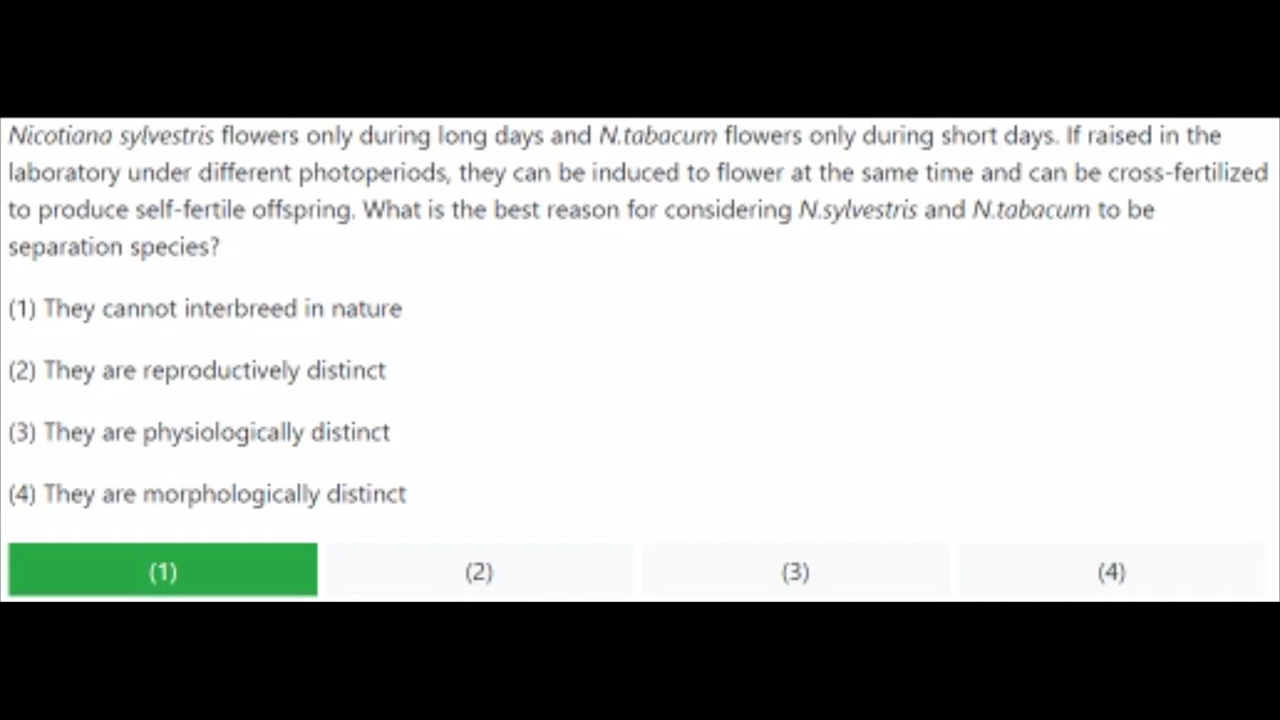 Nicotiana sylvestris flowers only during long days and N.tabacum flowers only during short days. If raised in the
laboratory under different photoperiods, they can be induced to flower at the same time and can be cross-fertilized
to produce self-fertile offspring. What is the best reason for considering N.sylvestris and N.tabacum to be
separation species?
(1) They cannot interbreed in nature
(2) They are reproductively distinct
(3) They are physiologically distinct
(4) They are morphologically distinct
(1) (2) (3) (4)